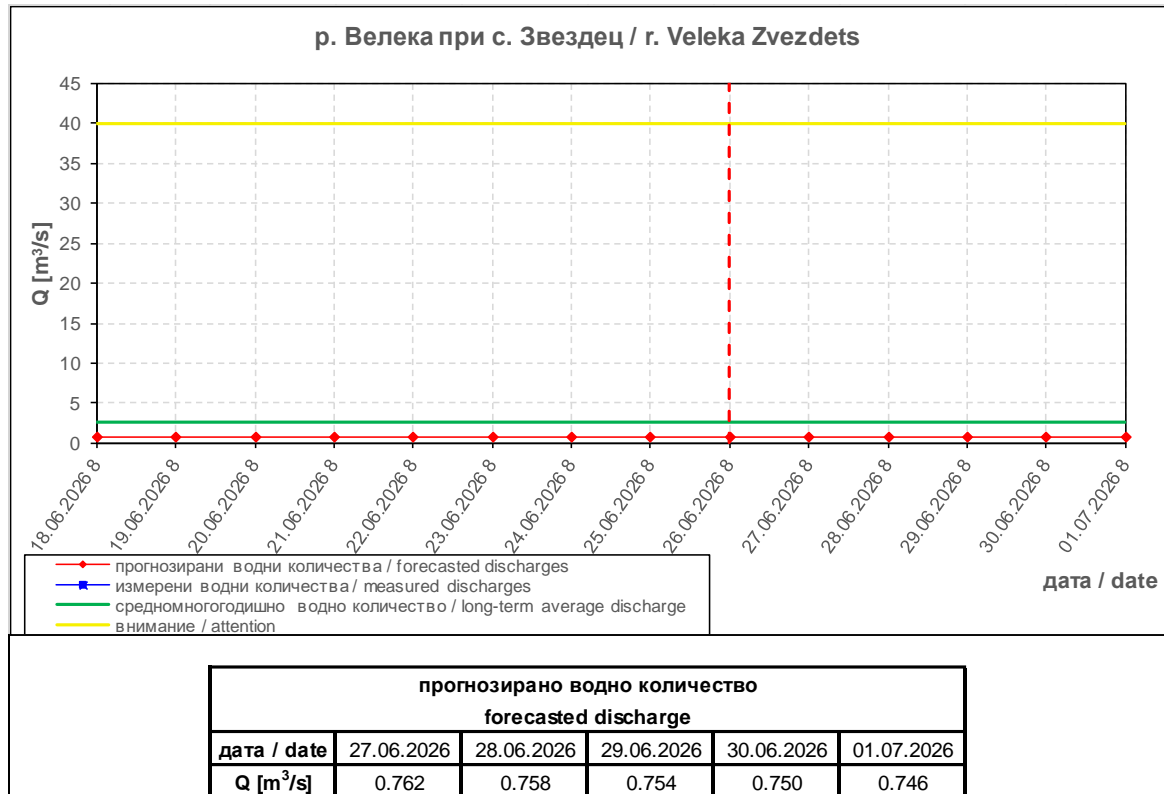 р. Велека при с. Звездец / r. Veleka Zvezdets
Q [m³/s]
45
40
35
30
25
20
15
10
5
0
18.06.2026 8
19.06.2026 8
20.06.2026 8
21.06.2026 8
22.06.2026 8
23.06.2026 8
24.06.2026 8
25.06.2026 8
26.06.2026 8
27.06.2026 8
28.06.2026 8
29.06.2026 8
30.06.2026 8
01.07.2026 8
дата / date
прогнозирани водни количества / forecasted discharges
измерени водни количества / measured discharges
средномногогодишно водно количество / long-term average discharge
внимание / attention
прогнозирано водно количество
forecasted discharge
дата / date 27.06.2026 28.06.2026 29.06.2026 30.06.2026 01.07.2026
Q [m³/s] 0.762 0.758 0.754 0.750 0.746